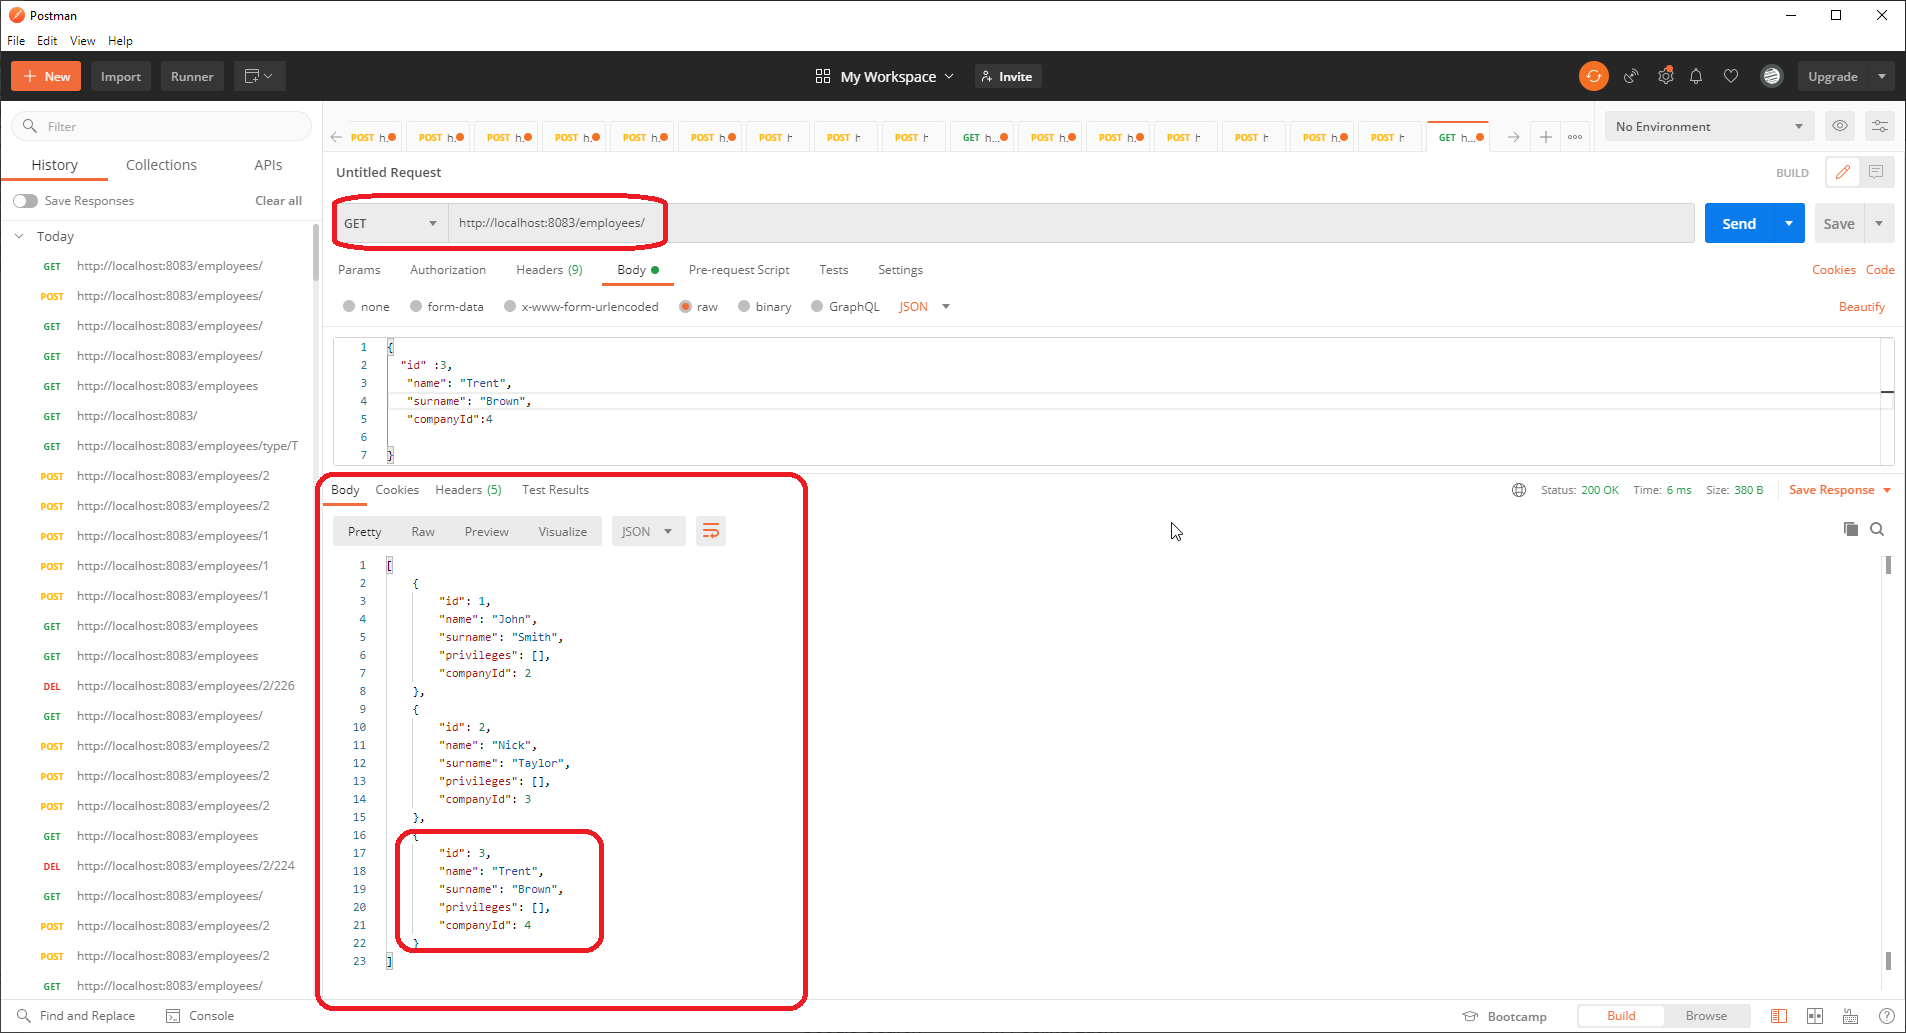 Postman
File Edit View Help
New Import Runner My Workspace Invite Upgrade
Filter
History Collections APIs
Save Responses Clear all
Today
GET http://localhost:8083/employees/
POST http://localhost:8083/employees/
GET http://localhost:8083/employees/
GET http://localhost:8083/employees/
GET http://localhost:8083/employees
GET http://localhost:8083/
GET http://localhost:8083/employees/type/T
POST http://localhost:8083/employees/2
POST http://localhost:8083/employees/2
POST http://localhost:8083/employees/1
POST http://localhost:8083/employees/1
POST http://localhost:8083/employees/1
GET http://localhost:8083/employees
GET http://localhost:8083/employees
DEL http://localhost:8083/employees/2/226
GET http://localhost:8083/employees/
POST http://localhost:8083/employees/2
POST http://localhost:8083/employees/2
POST http://localhost:8083/employees/2
GET http://localhost:8083/employees
DEL http://localhost:8083/employees/2/224
GET http://localhost:8083/employees/
POST http://localhost:8083/employees/2
POST http://localhost:8083/employees/2
GET http://localhost:8083/employees/
POST h. POST h. POST h. POST h. POST h. POST h. POST h POST h POST h GET h... POST h. POST h. POST h POST h POST h. POST h GET h...
No Environment
Untitled Request BUILD
GET http://localhost:8083/employees/ Send Save
Params Authorization Headers (9) Body Pre-request Script Tests Settings Cookies Code
none form-data x-www-form-urlencoded raw binary GraphQL JSON Beautify
1 {
2 "id" :3,
3 "name": "Trent",
4 "surname": "Brown",
5 "companyId":4
6
7 }
Body Cookies Headers (5) Test Results Status: 200 OK Time: 6 ms Size: 380 B Save Response
Pretty Raw Preview Visualize JSON
1 [
2 {
3 "id": 1,
4 "name": "John",
5 "surname": "Smith",
6 "privileges": [],
7 "companyId": 2
8 },
9 {
10 "id": 2,
11 "name": "Nick",
12 "surname": "Taylor",
13 "privileges": [],
14 "companyId": 3
15 },
16 {
17 "id": 3,
18 "name": "Trent",
19 "surname": "Brown",
20 "privileges": [],
21 "companyId": 4
22 }
23 ]
Find and Replace Console Bootcamp Build Browse